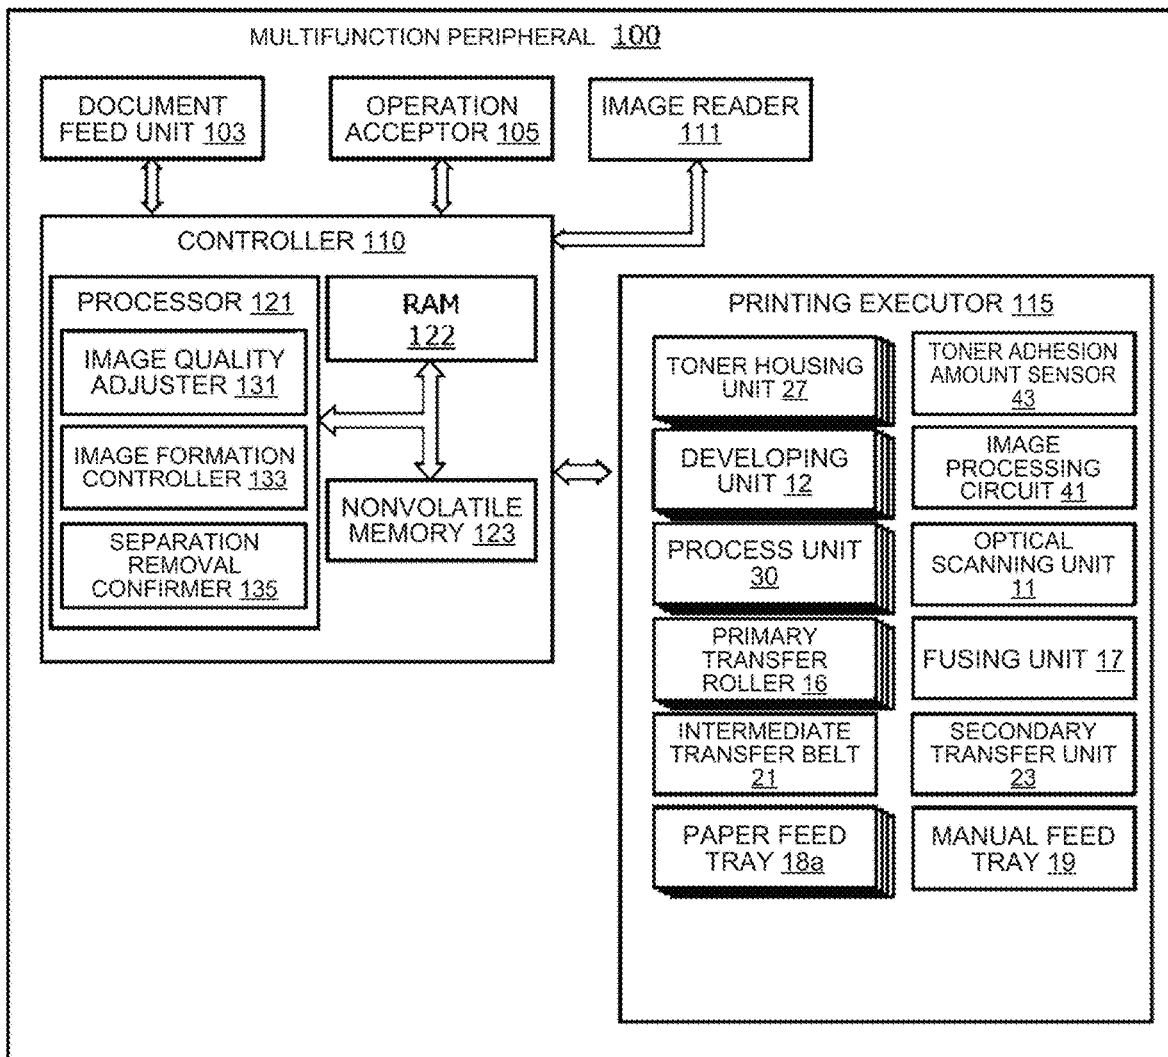 MULTIFUNCTION PERIPHERAL 100
DOCUMENT
FEED UNIT 103
OPERATION
ACCEPTOR 105
IMAGE READER
111
CONTROLLER 110
PROCESSOR 121
IMAGE QUALITY
ADJUSTER 131
IMAGE FORMATION
CONTROLLER 133
SEPARATION
REMOVAL
CONFIRMER 135
RAM
122
NONVOLATILE
MEMORY 123
PRINTING EXECUTOR 115
TONER HOUSING
UNIT 27
TONER ADHESION
AMOUNT SENSOR
43
DEVELOPING
UNIT 12
IMAGE
PROCESSING
CIRCUIT 41
PROCESS UNIT
30
OPTICAL
SCANNING UNIT
11
PRIMARY
TRANSFER
ROLLER 16
FUSING UNIT 17
INTERMEDIATE
TRANSFER BELT
21
SECONDARY
TRANSFER UNIT
23
PAPER FEED
TRAY 18a
MANUAL FEED
TRAY 19